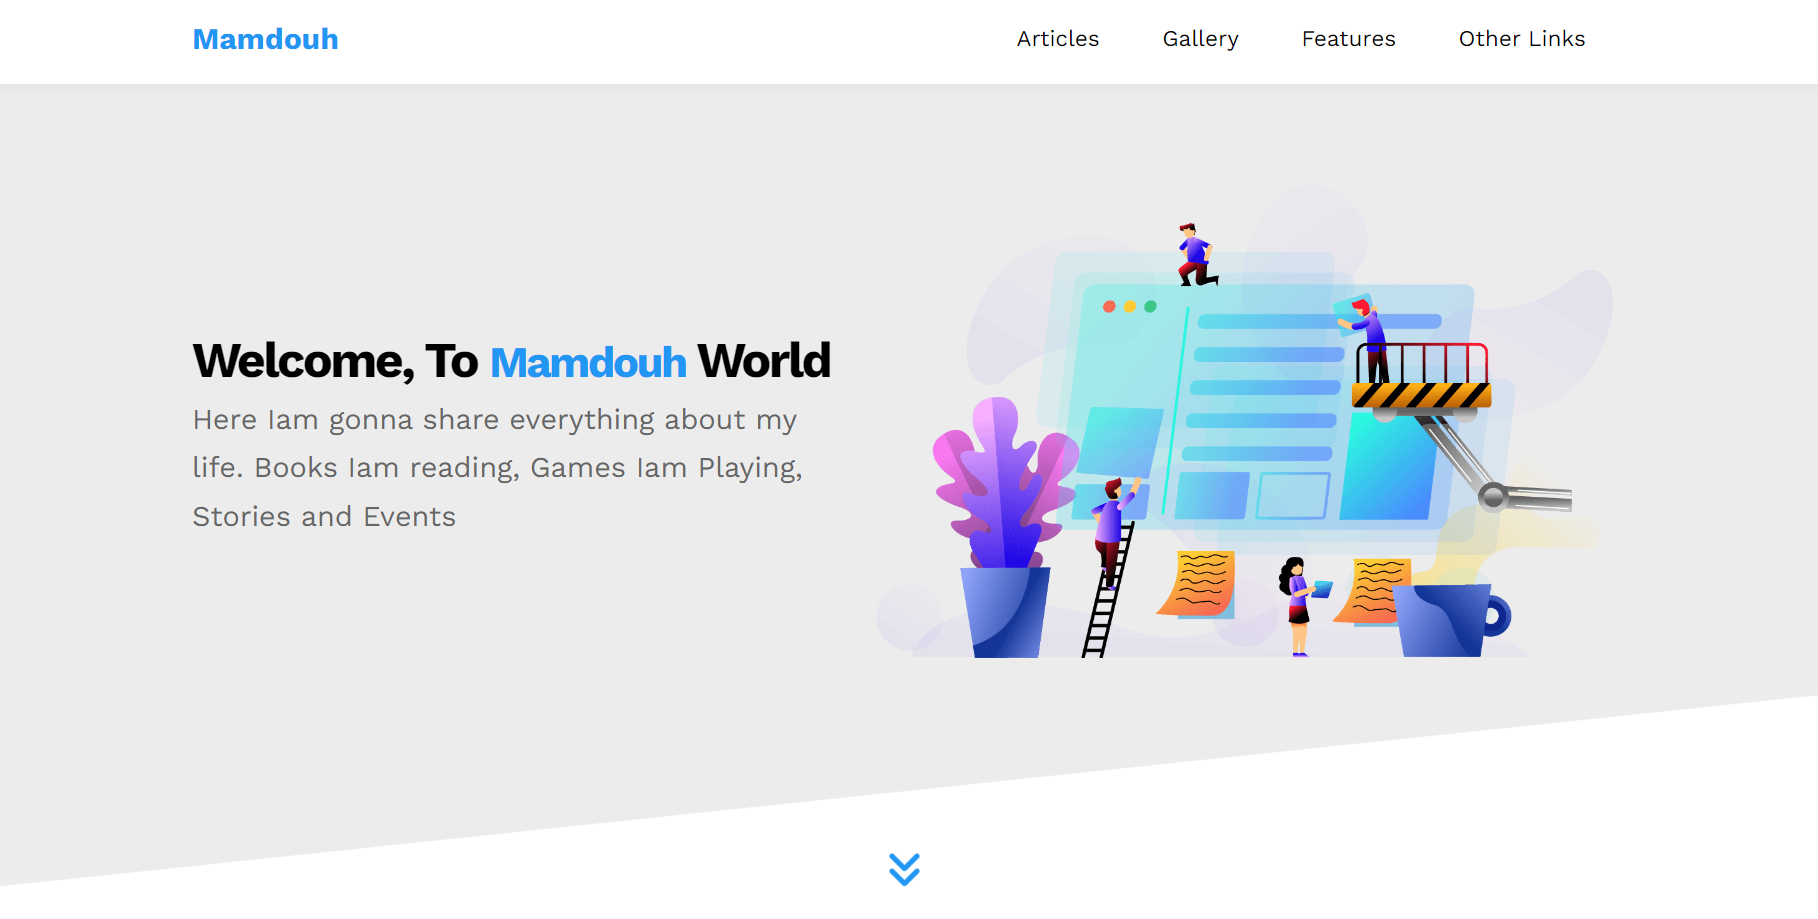 Mamdouh
Articles Gallery Features Other Links
Welcome, To Mamdouh World
Here Iam gonna share everything about my
life. Books Iam reading, Games Iam Playing,
Stories and Events